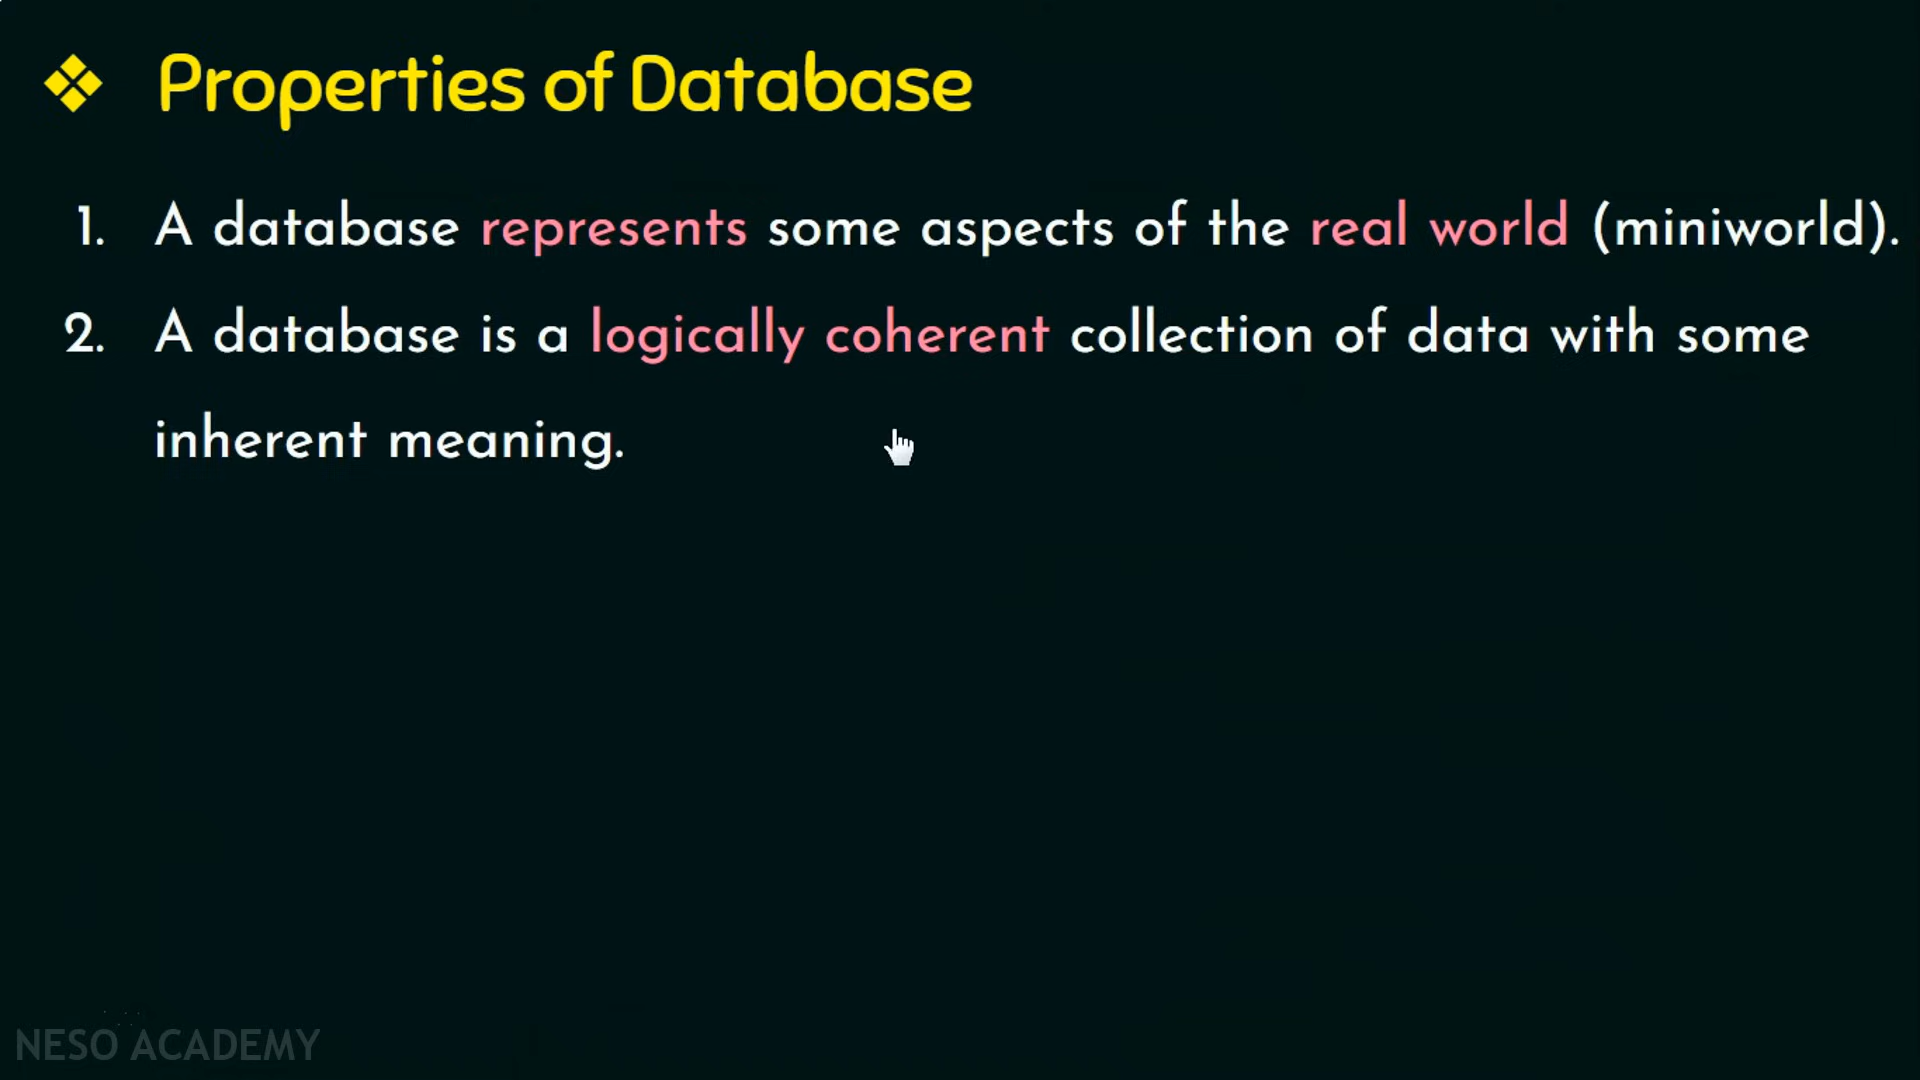 ❖ Properties of Database
1. A database represents some aspects of the real world (miniworld).
2. A database is a logically coherent collection of data with some
inherent meaning.
NESO ACADEMY